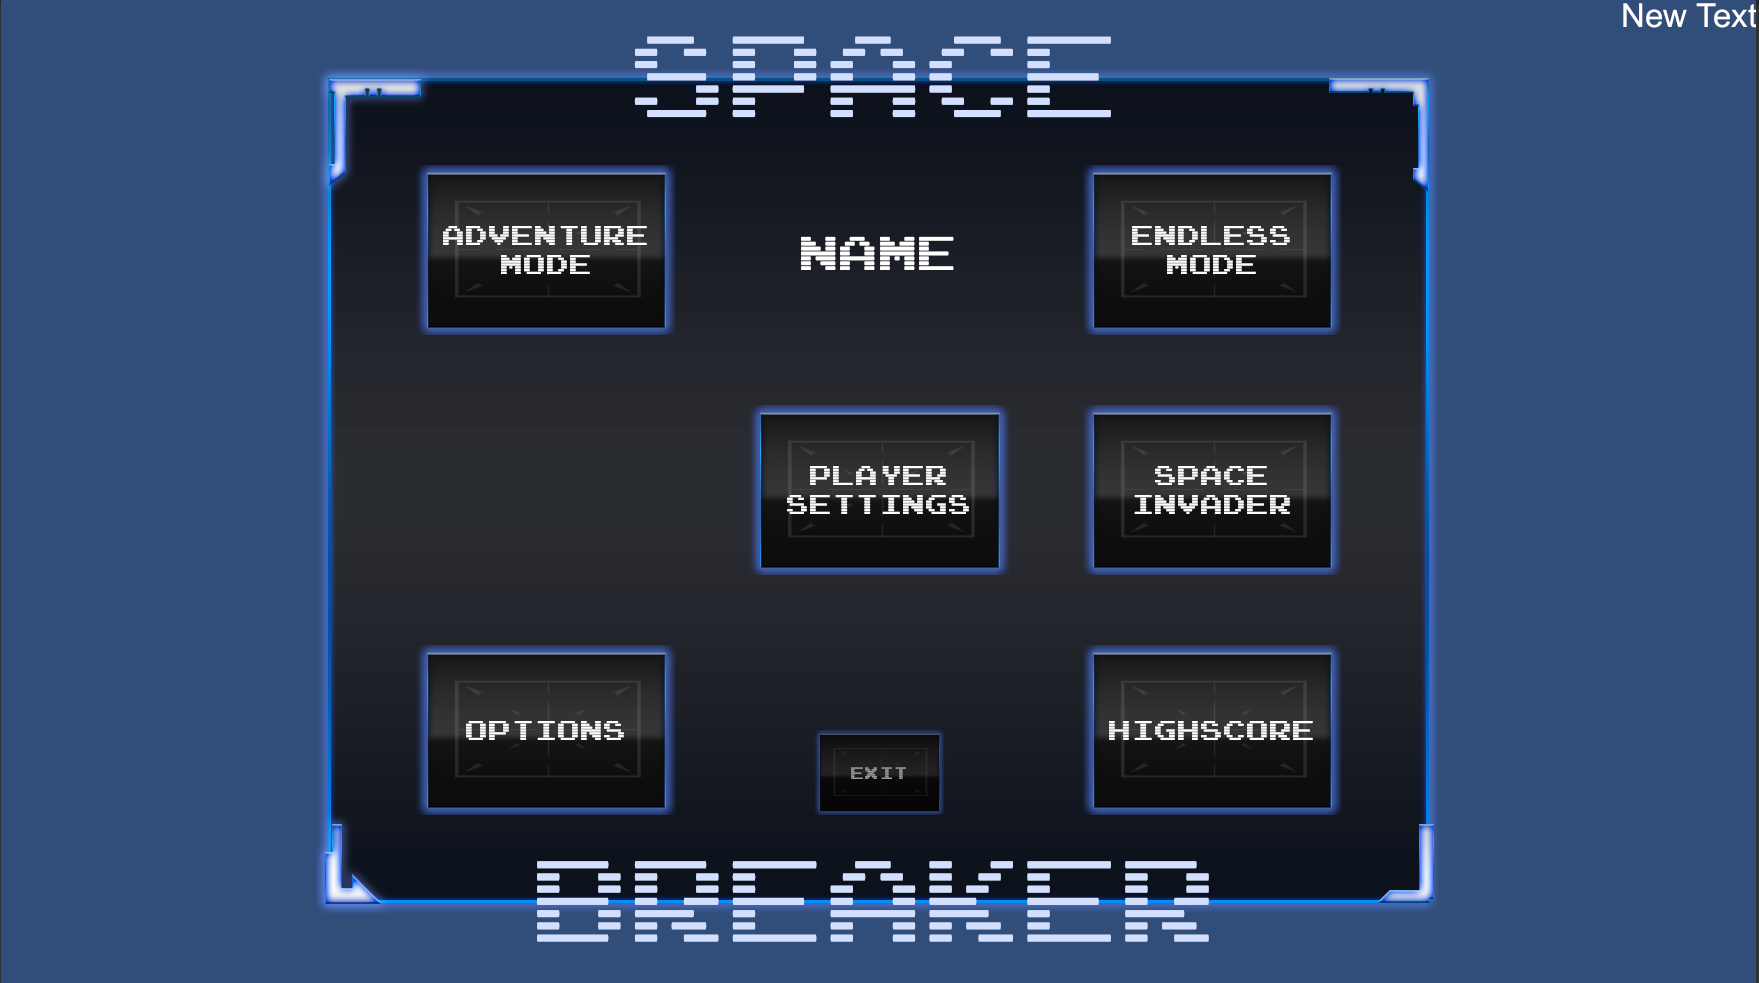 New Text
SPACE
ADVENTURE
MODE
NAME
ENDLESS
MODE
PLAYER
SETTINGS
SPACE
INVADER
OPTIONS
EXIT
HIGHSCORE
BREAKER